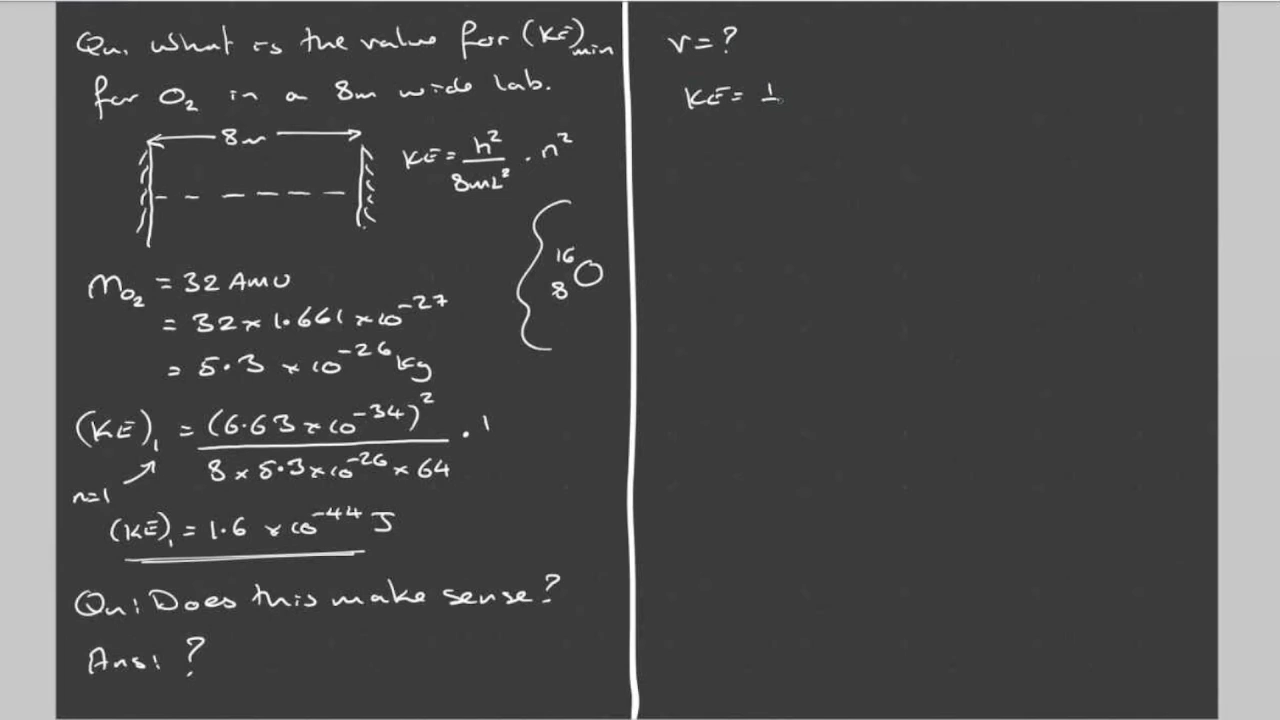 Qu. What is the value for (KE)min
for O₂ in a 8m wide lab.
8m
KE = h²/8mL² · n²
¹⁶₈O
mO₂ = 32 AMU
= 32 × 1.661 × 10⁻²⁷
= 5.3 × 10⁻²⁶ kg
(KE)₁ = (6.63 × 10⁻³⁴)² / 8 × 5.3 × 10⁻²⁶ × 64 · 1
n=1
(KE)₁ = 1.6 × 10⁻⁴⁴ J
Qu: Does this make sense?
Ans: ?
v = ?
KE = 1